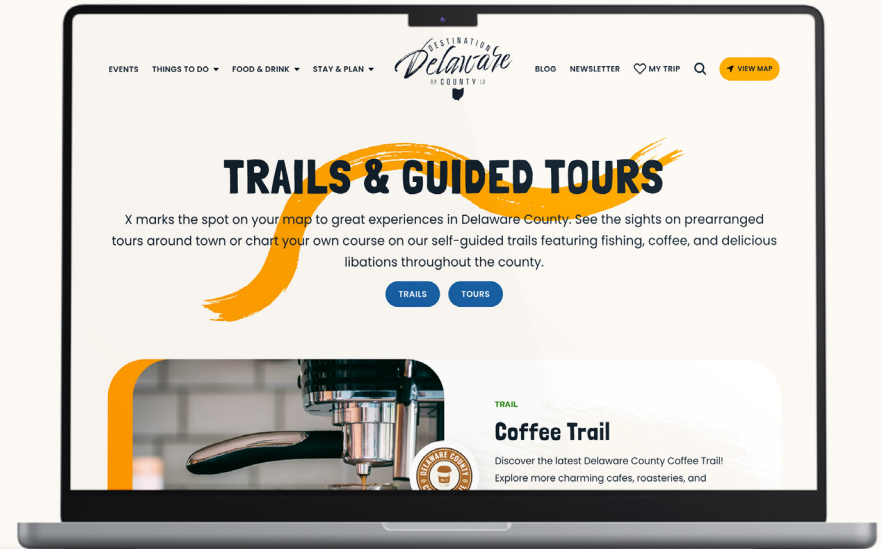 EVENTS THINGS TO DO FOOD & DRINK STAY & PLAN
DESTINATION
Delaware
COUNTY
BLOG NEWSLETTER MY TRIP VIEW MAP
TRAILS & GUIDED TOURS
X marks the spot on your map to great experiences in Delaware County. See the sights on prearranged
tours around town or chart your own course on our self-guided trails featuring fishing, coffee, and delicious
libations throughout the county.
TRAILS TOURS
TRAIL
Coffee Trail
Discover the latest Delaware County Coffee Trail!
Explore more charming cafes, roasteries, and
DELAWARE COUNTY